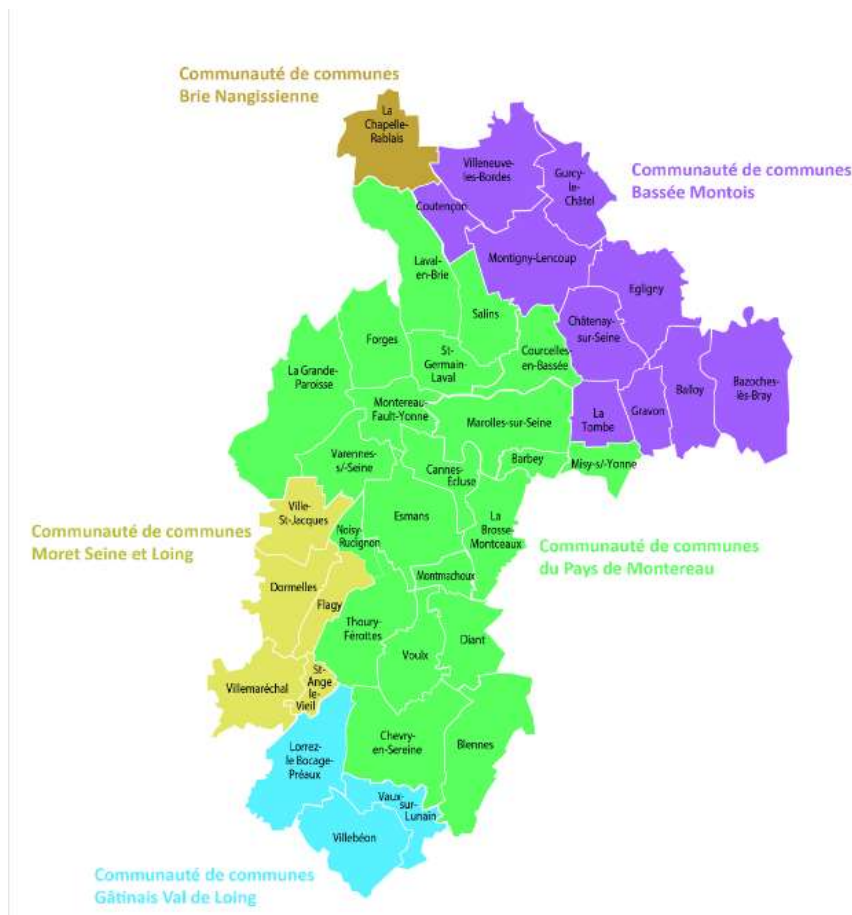 Communauté de communes
Brie Nangissienne
La
Chapelle-
Rablais
Villeneuve-
les-Bordes
Gurcy-
le-Châtel
Communauté de communes
Bassée Montois
Coutençon
Laval-
en-Brie
Montigny-Lencoup
Egligny
Salins
Châtenay-
sur-Seine
Forges
St-
Germain-
Laval
Courcelles-
en-Bassée
La Grande-
Paroisse
Balloy
Bazoches-
lès-Bray
Montereau-
Fault-Yonne
Marolles-sur-Seine
La
Tombe
Gravon
Varennes-
s/-Seine
Cannes-
Écluse
Barbey
Misy-s/-Yonne
Ville-
St-Jacques
Noisy-
Rudignon
Esmans
La
Brosse-
Montceaux
Communauté de communes
Moret Seine et Loing
Communauté de communes
du Pays de Montereau
Montmachoux
Dormelles
Flagy
Thoury-
Férottes
Voulx
Diant
Villemaréchal
St-
Ange
le-
Vieil
Chevry-
en-Sereine
Blennes
Lorrez-
le Bocage-
Préaux
Vaux-
sur-
Lunain
Villebéon
Communauté de communes
Gâtinais Val de Loing